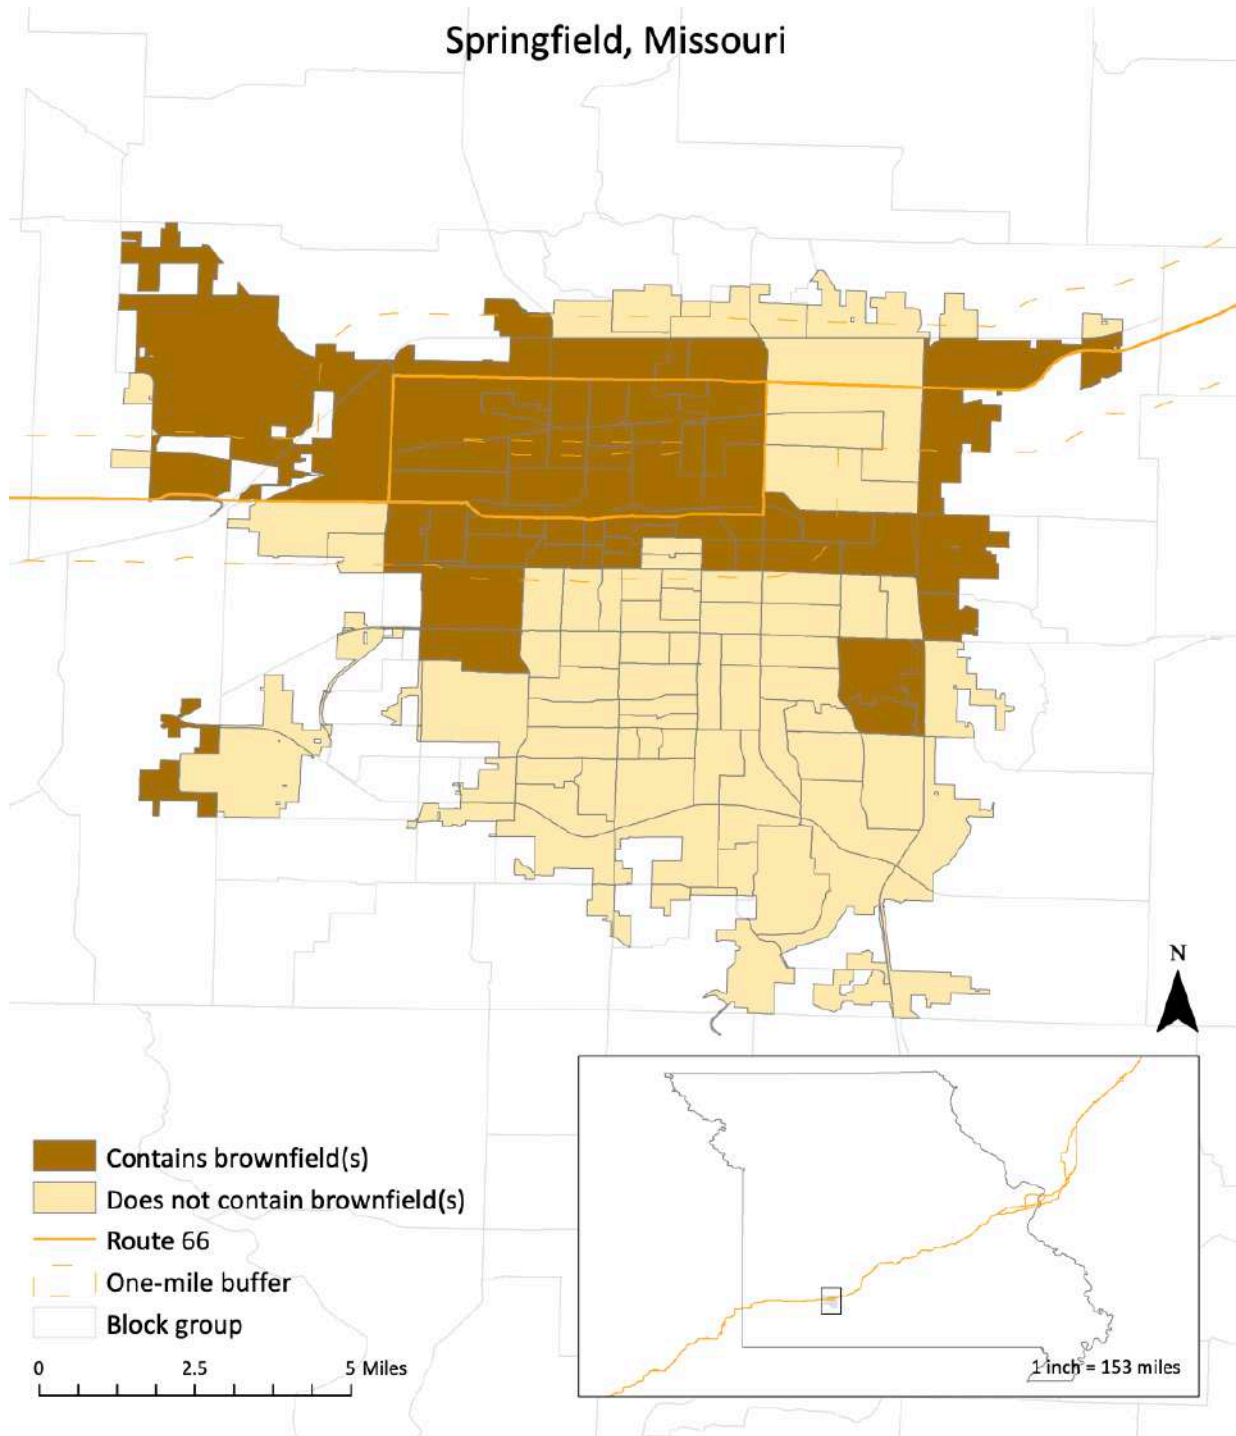 Springfield, Missouri
N
Contains brownfield(s)
Does not contain brownfield(s)
Route 66
One-mile buffer
Block group
0 2.5 5 Miles
1 inch = 153 miles